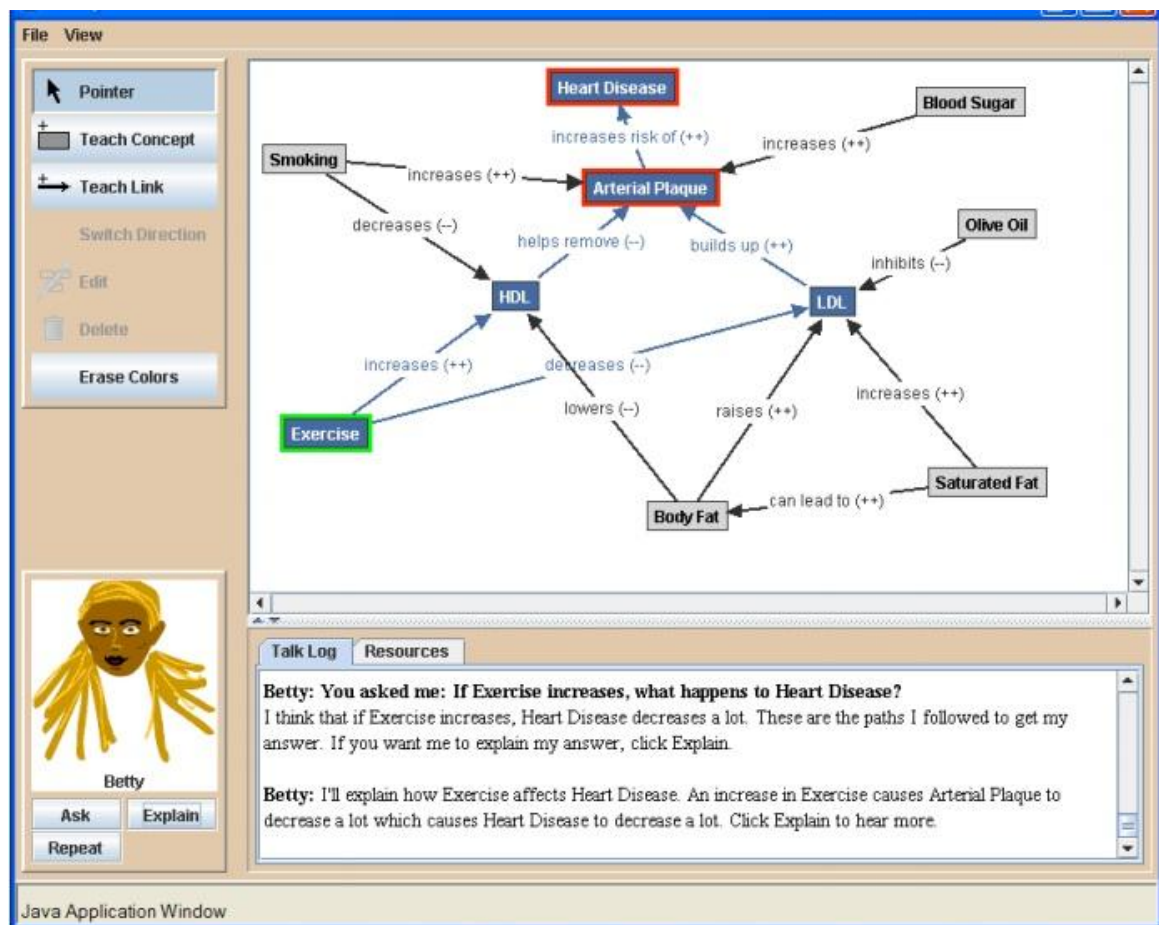 File View
Pointer
Teach Concept
Teach Link
Switch Direction
Edit
Delete
Erase Colors
Heart Disease
Blood Sugar
increases risk of (++)
increases (++)
Smoking
increases (++)
Arterial Plaque
decreases (--)
helps remove (--)
builds up (++)
Olive Oil
inhibits (--)
HDL
LDL
increases (++)
decreases (--)
lowers (--)
raises (++)
increases (++)
Exercise
Saturated Fat
can lead to (++)
Body Fat
Betty
Ask Explain
Repeat
Talk Log Resources
Betty: You asked me: If Exercise increases, what happens to Heart Disease?
I think that if Exercise increases, Heart Disease decreases a lot. These are the paths I followed to get my
answer. If you want me to explain my answer, click Explain.
Betty: I'll explain how Exercise affects Heart Disease. An increase in Exercise causes Arterial Plaque to
decrease a lot which causes Heart Disease to decrease a lot. Click Explain to hear more.
Java Application Window